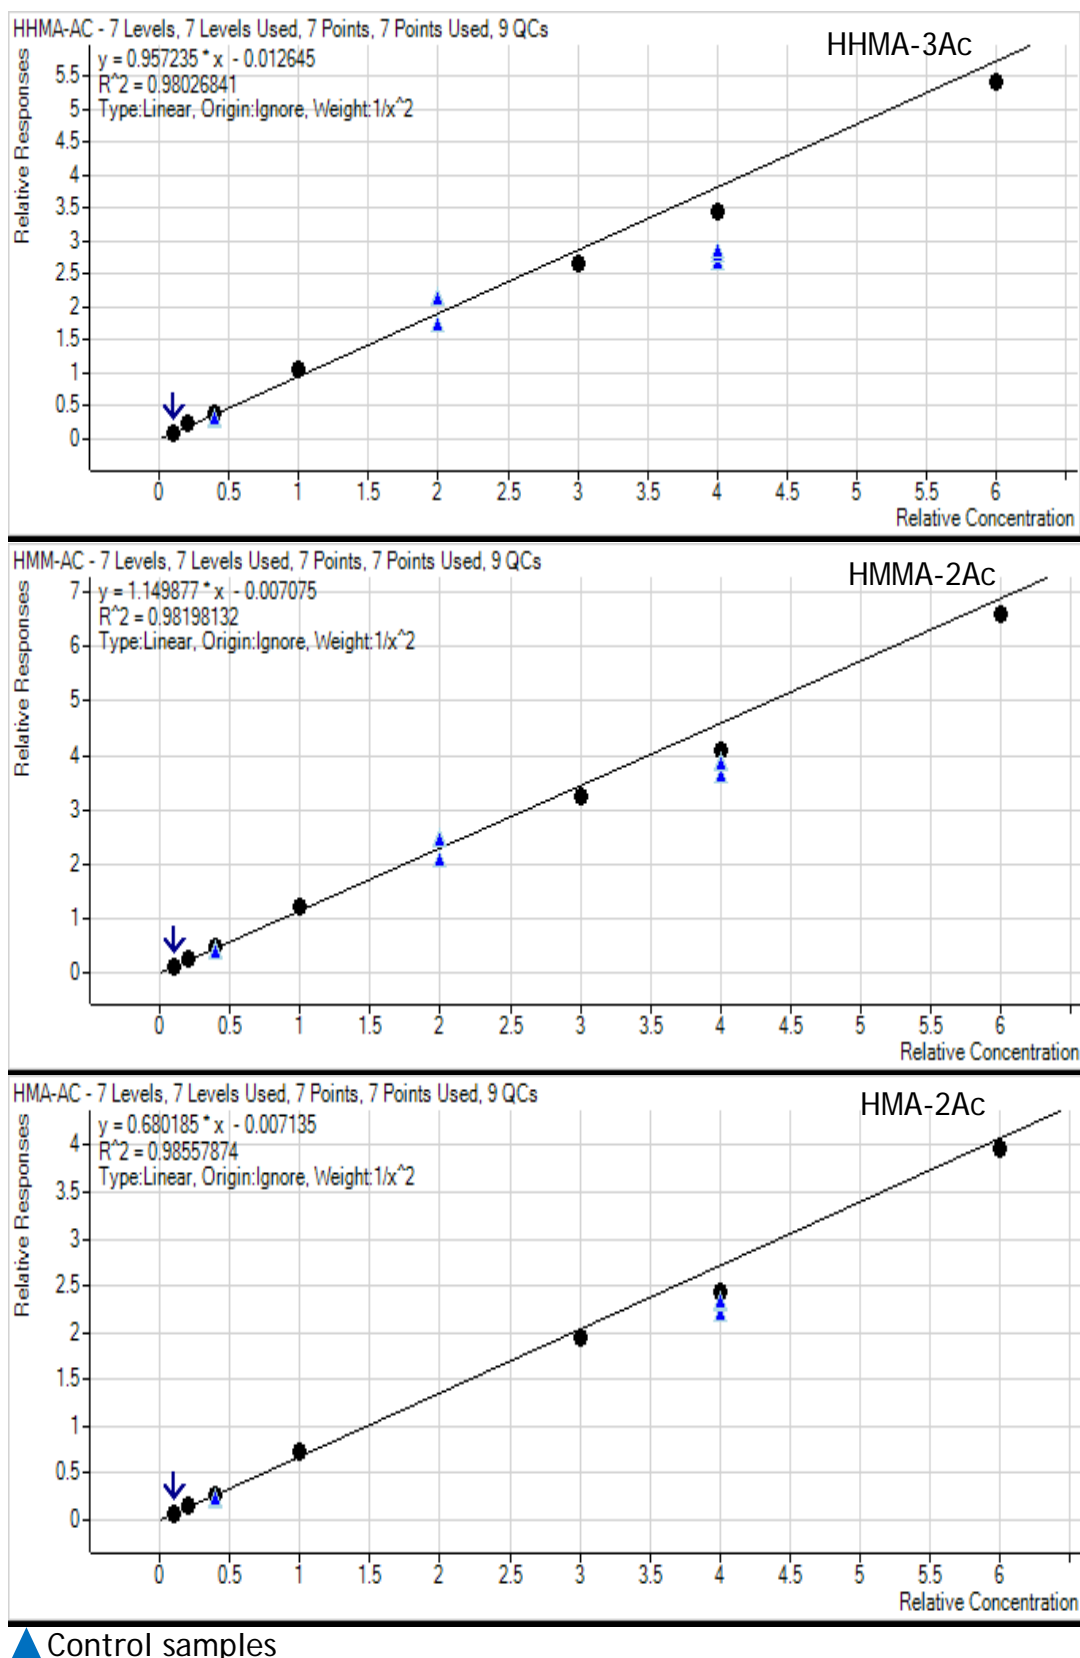 HHMA-AC - 7 Levels, 7 Levels Used, 7 Points, 7 Points Used, 9 QCs
HHMA-3Ac
y = 0.957235 * x - 0.012645
R^2 = 0.98026841
Type:Linear, Origin:Ignore, Weight:1/x^2
Relative Responses
5.5
5
4.5
4
3.5
3
2.5
2
1.5
1
0.5
0
0 0.5 1 1.5 2 2.5 3 3.5 4 4.5 5 5.5 6
Relative Concentration
HMM-AC - 7 Levels, 7 Levels Used, 7 Points, 7 Points Used, 9 QCs
HMMA-2Ac
y = 1.149877 * x - 0.007075
R^2 = 0.98198132
Type:Linear, Origin:Ignore, Weight:1/x^2
Relative Responses
7
6
5
4
3
2
1
0
0 0.5 1 1.5 2 2.5 3 3.5 4 4.5 5 5.5 6
Relative Concentration
HMA-AC - 7 Levels, 7 Levels Used, 7 Points, 7 Points Used, 9 QCs
HMA-2Ac
y = 0.680185 * x - 0.007135
R^2 = 0.98557874
Type:Linear, Origin:Ignore, Weight:1/x^2
Relative Responses
4
3.5
3
2.5
2
1.5
1
0.5
0
0 0.5 1 1.5 2 2.5 3 3.5 4 4.5 5 5.5 6
Relative Concentration
Control samples